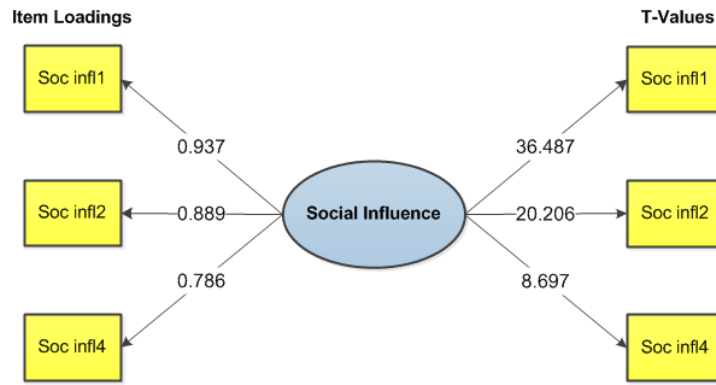 Item Loadings
T-Values
Soc infl1
Soc infl1
0.937
36.487
Soc infl2
0.889
Social Influence
20.206
Soc infl2
0.786
8.697
Soc infl4
Soc infl4